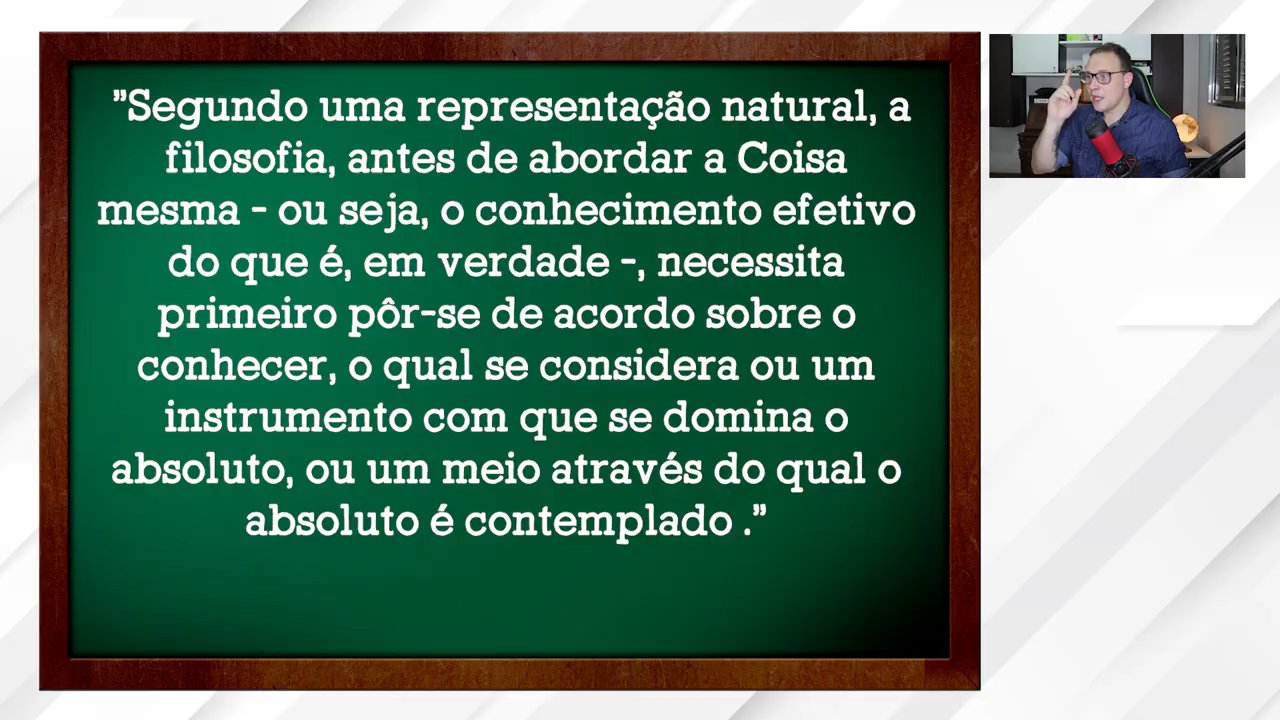 ”Segundo uma representação natural, a
filosofia, antes de abordar a Coisa
mesma - ou seja, o conhecimento efetivo
do que é, em verdade -, necessita
primeiro pôr-se de acordo sobre o
conhecer, o qual se considera ou um
instrumento com que se domina o
absoluto, ou um meio através do qual o
absoluto é contemplado .”